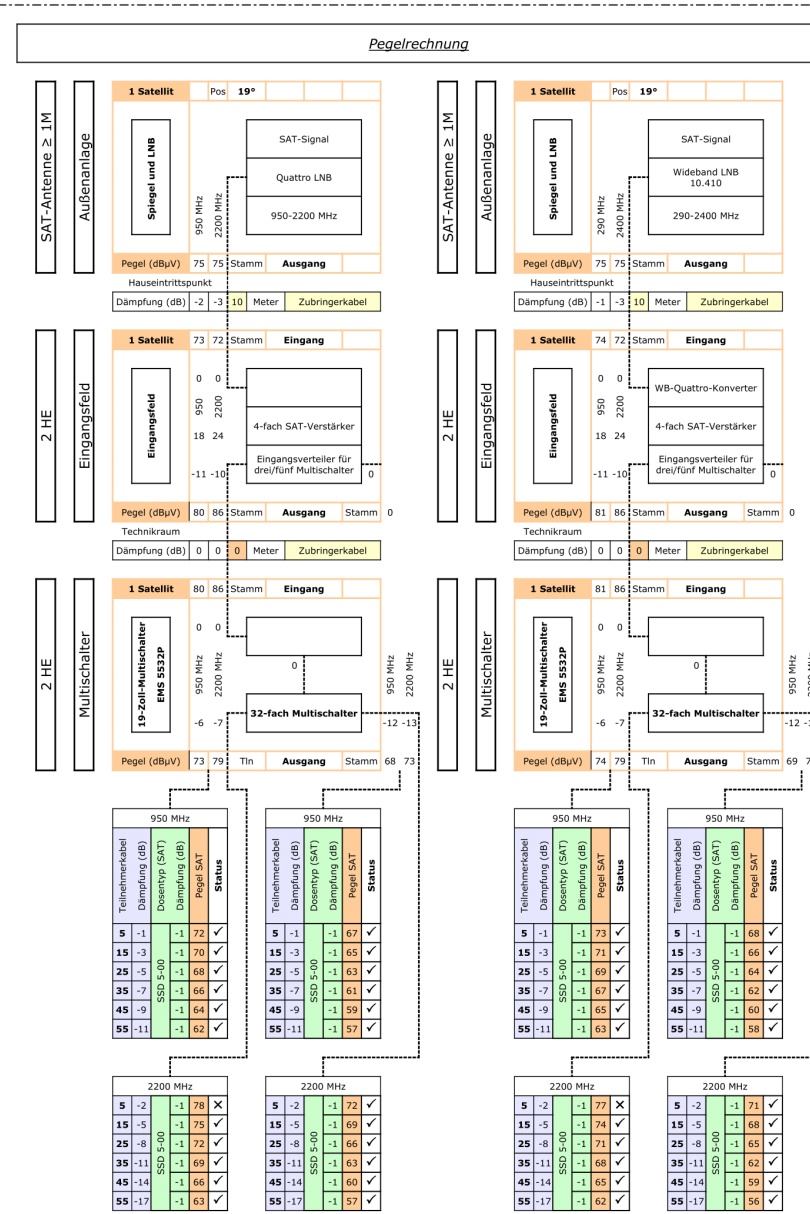 Pegelrechnung
SAT-Antenne ≥ 1M
Außenanlage
1 Satellit Pos 19°
Spiegel und LNB
950 MHz
2200 MHz
SAT-Signal
Quattro LNB
950-2200 MHz
Pegel (dBµV) 75 75 Stamm Ausgang
Hauseintrittspunkt
Dämpfung (dB) -2 -3 10 Meter Zubringerkabel
2 HE
Eingangsfeld
1 Satellit 73 72 Stamm Eingang
Eingangsfeld
0 0
950 2200
18 24
-11 -10
4-fach SAT-Verstärker
Eingangsverteiler für
drei/fünf Multischalter
0
Pegel (dBµV) 80 86 Stamm Ausgang Stamm 0
Technikraum
Dämpfung (dB) 0 0 0 Meter Zubringerkabel
2 HE
Multischalter
1 Satellit 80 86 Stamm Eingang
19-Zoll-Multischalter
EMS 5532P
0 0
950 MHz
2200 MHz
-6 -7
0
32-fach Multischalter
950 MHz
2200 MHz
-12 -13
Pegel (dBµV) 73 79 Tln Ausgang Stamm 68 73
950 MHz
Teilnehmerkabel
Dämpfung (dB)
Dosentyp (SAT)
Dämpfung (dB)
Pegel SAT
Status
SSD 5-00
5 -1 -1 72 ✓
15 -3 -1 70 ✓
25 -5 -1 68 ✓
35 -7 -1 66 ✓
45 -9 -1 64 ✓
55 -11 -1 62 ✓
950 MHz
Teilnehmerkabel
Dämpfung (dB)
Dosentyp (SAT)
Dämpfung (dB)
Pegel SAT
Status
SSD 5-00
5 -1 -1 67 ✓
15 -3 -1 65 ✓
25 -5 -1 63 ✓
35 -7 -1 61 ✓
45 -9 -1 59 ✓
55 -11 -1 57 ✓
2200 MHz
SSD 5-00
5 -2 -1 78 ✕
15 -5 -1 75 ✓
25 -8 -1 72 ✓
35 -11 -1 69 ✓
45 -14 -1 66 ✓
55 -17 -1 63 ✓
2200 MHz
SSD 5-00
5 -2 -1 72 ✓
15 -5 -1 69 ✓
25 -8 -1 66 ✓
35 -11 -1 63 ✓
45 -14 -1 60 ✓
55 -17 -1 57 ✓
SAT-Antenne ≥ 1M
Außenanlage
1 Satellit Pos 19°
Spiegel und LNB
290 MHz
2400 MHz
SAT-Signal
Wideband LNB
10.410
290-2400 MHz
Pegel (dBµV) 75 75 Stamm Ausgang
Hauseintrittspunkt
Dämpfung (dB) -1 -3 10 Meter Zubringerkabel
2 HE
Eingangsfeld
1 Satellit 74 72 Stamm Eingang
Eingangsfeld
0 0
950 2200
18 24
-11 -10
WB-Quattro-Konverter
4-fach SAT-Verstärker
Eingangsverteiler für
drei/fünf Multischalter
0
Pegel (dBµV) 81 86 Stamm Ausgang Stamm 0
Technikraum
Dämpfung (dB) 0 0 0 Meter Zubringerkabel
2 HE
Multischalter
1 Satellit 81 86 Stamm Eingang
19-Zoll-Multischalter
EMS 5532P
0 0
950 MHz
2200 MHz
-6 -7
0
32-fach Multischalter
950 MHz
2200 MHz
-12
Pegel (dBµV) 74 79 Tln Ausgang Stamm 69
950 MHz
Teilnehmerkabel
Dämpfung (dB)
Dosentyp (SAT)
Dämpfung (dB)
Pegel SAT
Status
SSD 5-00
5 -1 -1 73 ✓
15 -3 -1 71 ✓
25 -5 -1 69 ✓
35 -7 -1 67 ✓
45 -9 -1 65 ✓
55 -11 -1 63 ✓
950 MHz
Teilnehmerkabel
Dämpfung (dB)
Dosentyp (SAT)
Dämpfung (dB)
Pegel SAT
Status
SSD 5-00
5 -1 -1 68 ✓
15 -3 -1 66 ✓
25 -5 -1 64 ✓
35 -7 -1 62 ✓
45 -9 -1 60 ✓
55 -11 -1 58 ✓
2200 MHz
SSD 5-00
5 -2 -1 77 ✕
15 -5 -1 74 ✓
25 -8 -1 71 ✓
35 -11 -1 68 ✓
45 -14 -1 65 ✓
55 -17 -1 62 ✓
2200 MHz
SSD 5-00
5 -2 -1 71 ✓
15 -5 -1 68 ✓
25 -8 -1 65 ✓
35 -11 -1 62 ✓
45 -14 -1 59 ✓
55 -17 -1 56 ✓